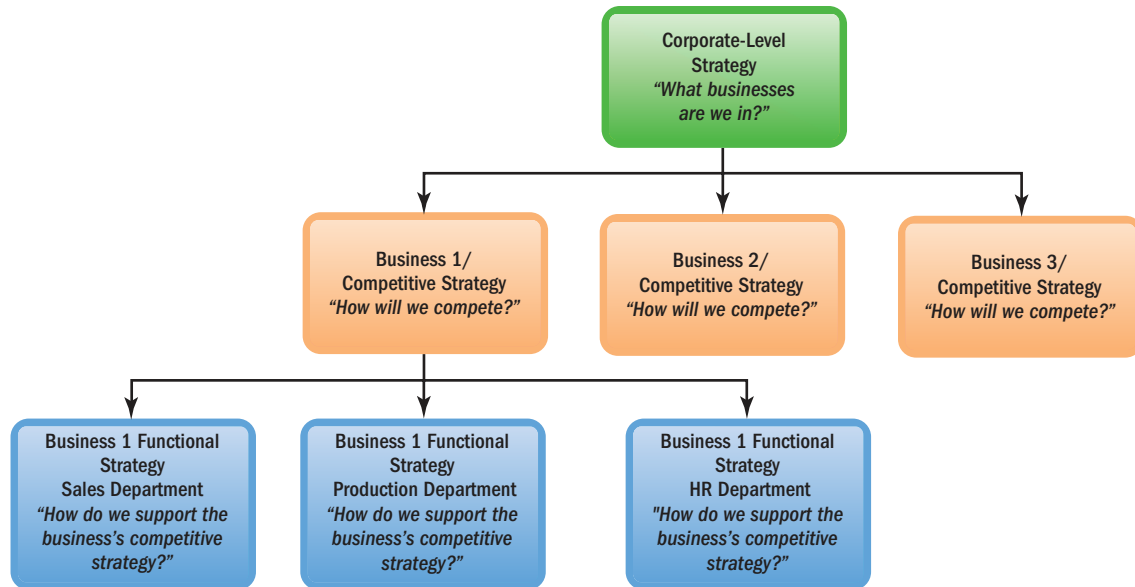 Corporate-Level
Strategy
“What businesses
are we in?”
Business 1/
Competitive Strategy
“How will we compete?”
Business 2/
Competitive Strategy
“How will we compete?”
Business 3/
Competitive Strategy
“How will we compete?”
Business 1 Functional
Strategy
Sales Department
“How do we support the
business’s competitive
strategy?”
Business 1 Functional
Strategy
Production Department
“How do we support the
business’s competitive
strategy?”
Business 1 Functional
Strategy
HR Department
"How do we support the
business’s competitive
strategy?”